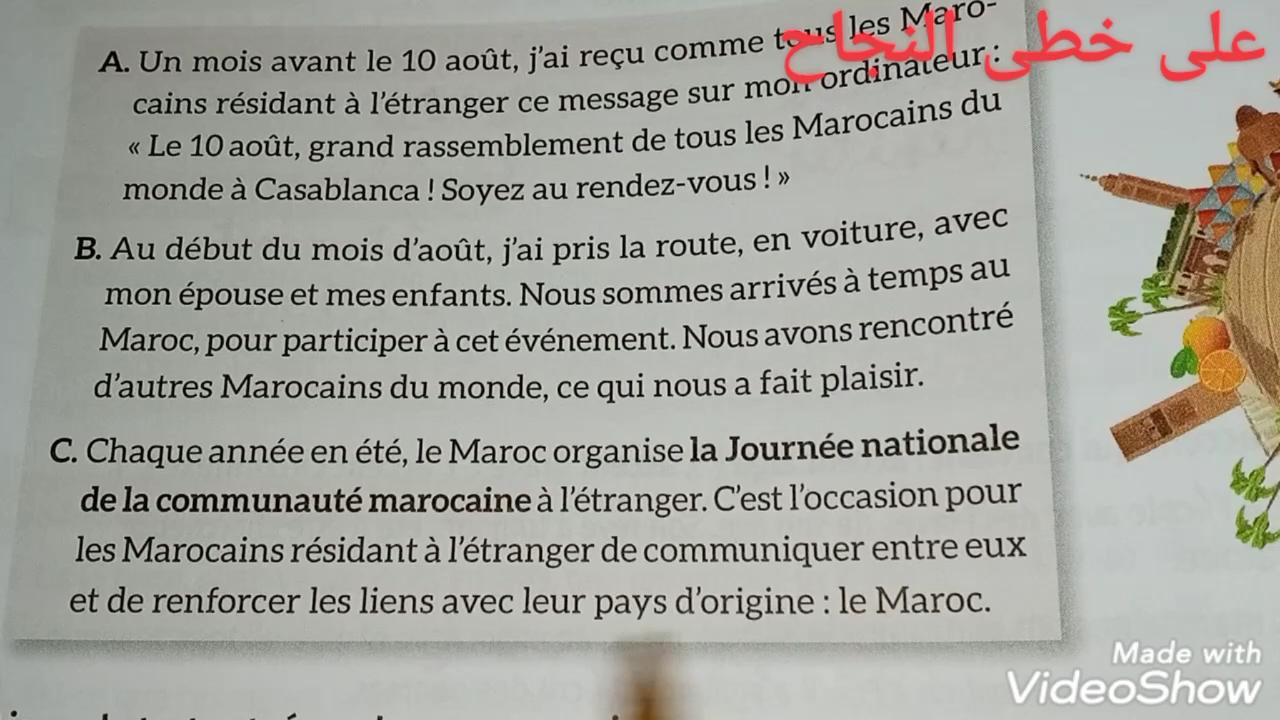 على خطى النجاح
A. Un mois avant le 10 août, j'ai reçu comme tous les Maro-
cains résidant à l'étranger ce message sur mon ordinateur :
« Le 10 août, grand rassemblement de tous les Marocains du
monde à Casablanca ! Soyez au rendez-vous ! »
B. Au début du mois d'août, j'ai pris la route, en voiture, avec
mon épouse et mes enfants. Nous sommes arrivés à temps au
Maroc, pour participer à cet événement. Nous avons rencontré
d'autres Marocains du monde, ce qui nous a fait plaisir.
C. Chaque année en été, le Maroc organise la Journée nationale
de la communauté marocaine à l'étranger. C'est l'occasion pour
les Marocains résidant à l'étranger de communiquer entre eux
et de renforcer les liens avec leur pays d'origine : le Maroc.
Made with
VideoShow